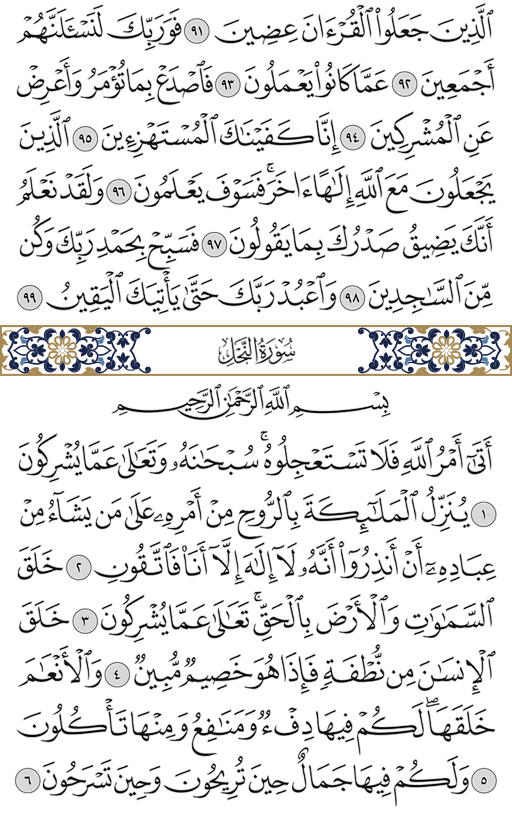 ٱلَّذِينَ جَعَلُوا۟ ٱلْقُرْءَانَ عِضِينَ ٩١ فَوَرَبِّكَ لَنَسْـَٔلَنَّهُمْ
أَجْمَعِينَ ٩٢ عَمَّا كَانُوا۟ يَعْمَلُونَ ٩٣ فَٱصْدَعْ بِمَا تُؤْمَرُ وَأَعْرِضْ
عَنِ ٱلْمُشْرِكِينَ ٩٤ إِنَّا كَفَيْنَـٰكَ ٱلْمُسْتَهْزِءِينَ ٩٥ ٱلَّذِينَ
يَجْعَلُونَ مَعَ ٱللَّهِ إِلَـٰهًا ءَاخَرَ ۚ فَسَوْفَ يَعْلَمُونَ ٩٦ وَلَقَدْ نَعْلَمُ
أَنَّكَ يَضِيقُ صَدْرُكَ بِمَا يَقُولُونَ ٩٧ فَسَبِّحْ بِحَمْدِ رَبِّكَ وَكُن
مِّنَ ٱلسَّـٰجِدِينَ ٩٨ وَٱعْبُدْ رَبَّكَ حَتَّىٰ يَأْتِيَكَ ٱلْيَقِينُ ٩٩
سُورَةُ النَّحْلِ
بِسْمِ ٱللَّهِ ٱلرَّحْمَـٰنِ ٱلرَّحِيمِ
أَتَىٰٓ أَمْرُ ٱللَّهِ فَلَا تَسْتَعْجِلُوهُ ۚ سُبْحَـٰنَهُۥ وَتَعَـٰلَىٰ عَمَّا يُشْرِكُونَ
١ يُنَزِّلُ ٱلْمَلَـٰٓئِكَةَ بِٱلرُّوحِ مِنْ أَمْرِهِۦ عَلَىٰ مَن يَشَآءُ مِنْ
عِبَادِهِۦٓ أَنْ أَنذِرُوٓا۟ أَنَّهُۥ لَآ إِلَـٰهَ إِلَّآ أَنَا۠ فَٱتَّقُونِ ٢ خَلَقَ
ٱلسَّمَـٰوَٰتِ وَٱلْأَرْضَ بِٱلْحَقِّ ۚ تَعَـٰلَىٰ عَمَّا يُشْرِكُونَ ٣ خَلَقَ
ٱلْإِنسَـٰنَ مِن نُّطْفَةٍ فَإِذَا هُوَ خَصِيمٌ مُّبِينٌ ٤ وَٱلْأَنْعَـٰمَ
خَلَقَهَا ۖ لَكُمْ فِيهَا دِفْءٌ وَمَنَـٰفِعُ وَمِنْهَا تَأْكُلُونَ
٥ وَلَكُمْ فِيهَا جَمَالٌ حِينَ تُرِيحُونَ وَحِينَ تَسْرَحُونَ ٦